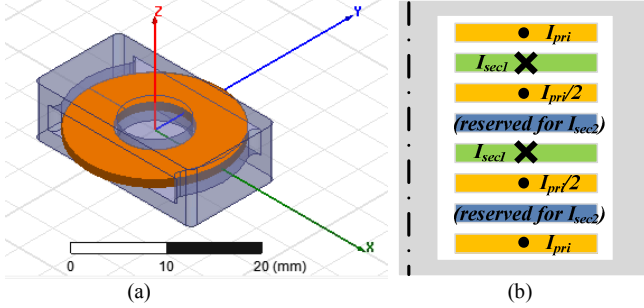 Z
Y
X
0
10
20 (mm)
(a)
I_pri
I_sec1
I_pri/2
(reserved for I_sec2)
I_sec1
I_pri/2
(reserved for I_sec2)
I_pri
(b)